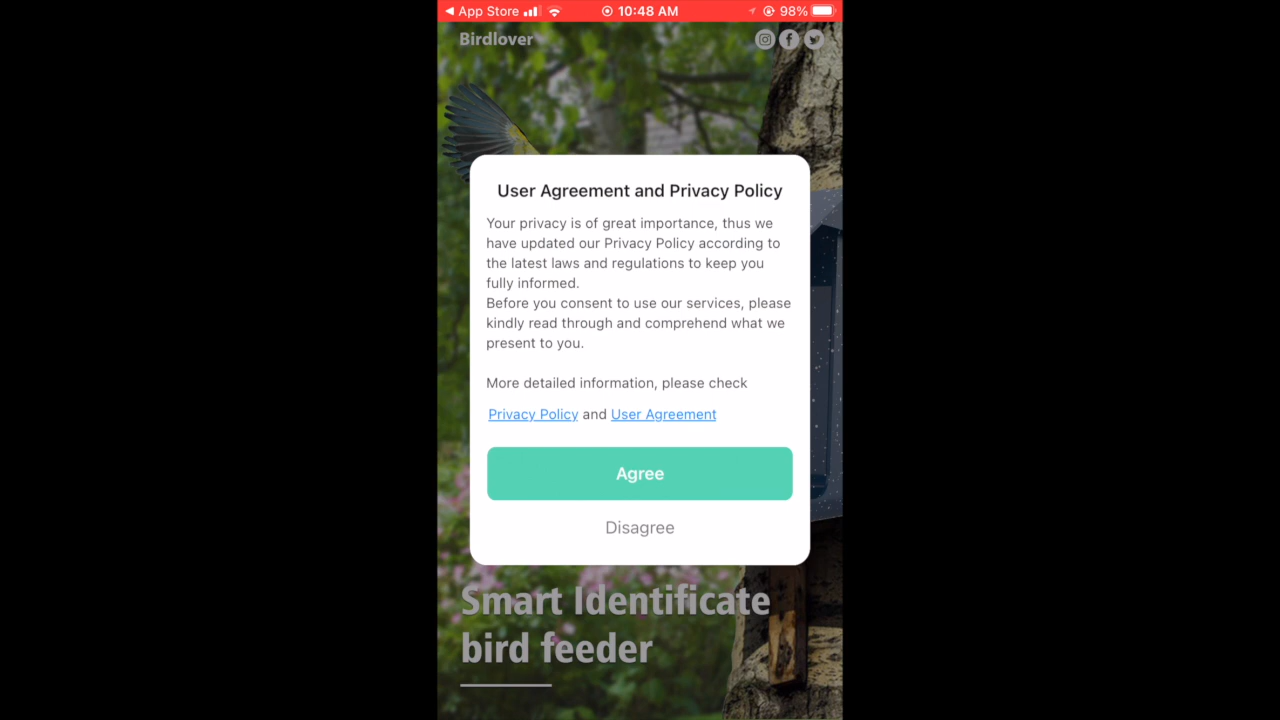 App Store 10:48 AM 98%
Birdlover
User Agreement and Privacy Policy
Your privacy is of great importance, thus we
have updated our Privacy Policy according to
the latest laws and regulations to keep you
fully informed.
Before you consent to use our services, please
kindly read through and comprehend what we
present to you.
More detailed information, please check
Privacy Policy and User Agreement
Agree
Disagree
Smart Identificate
bird feeder